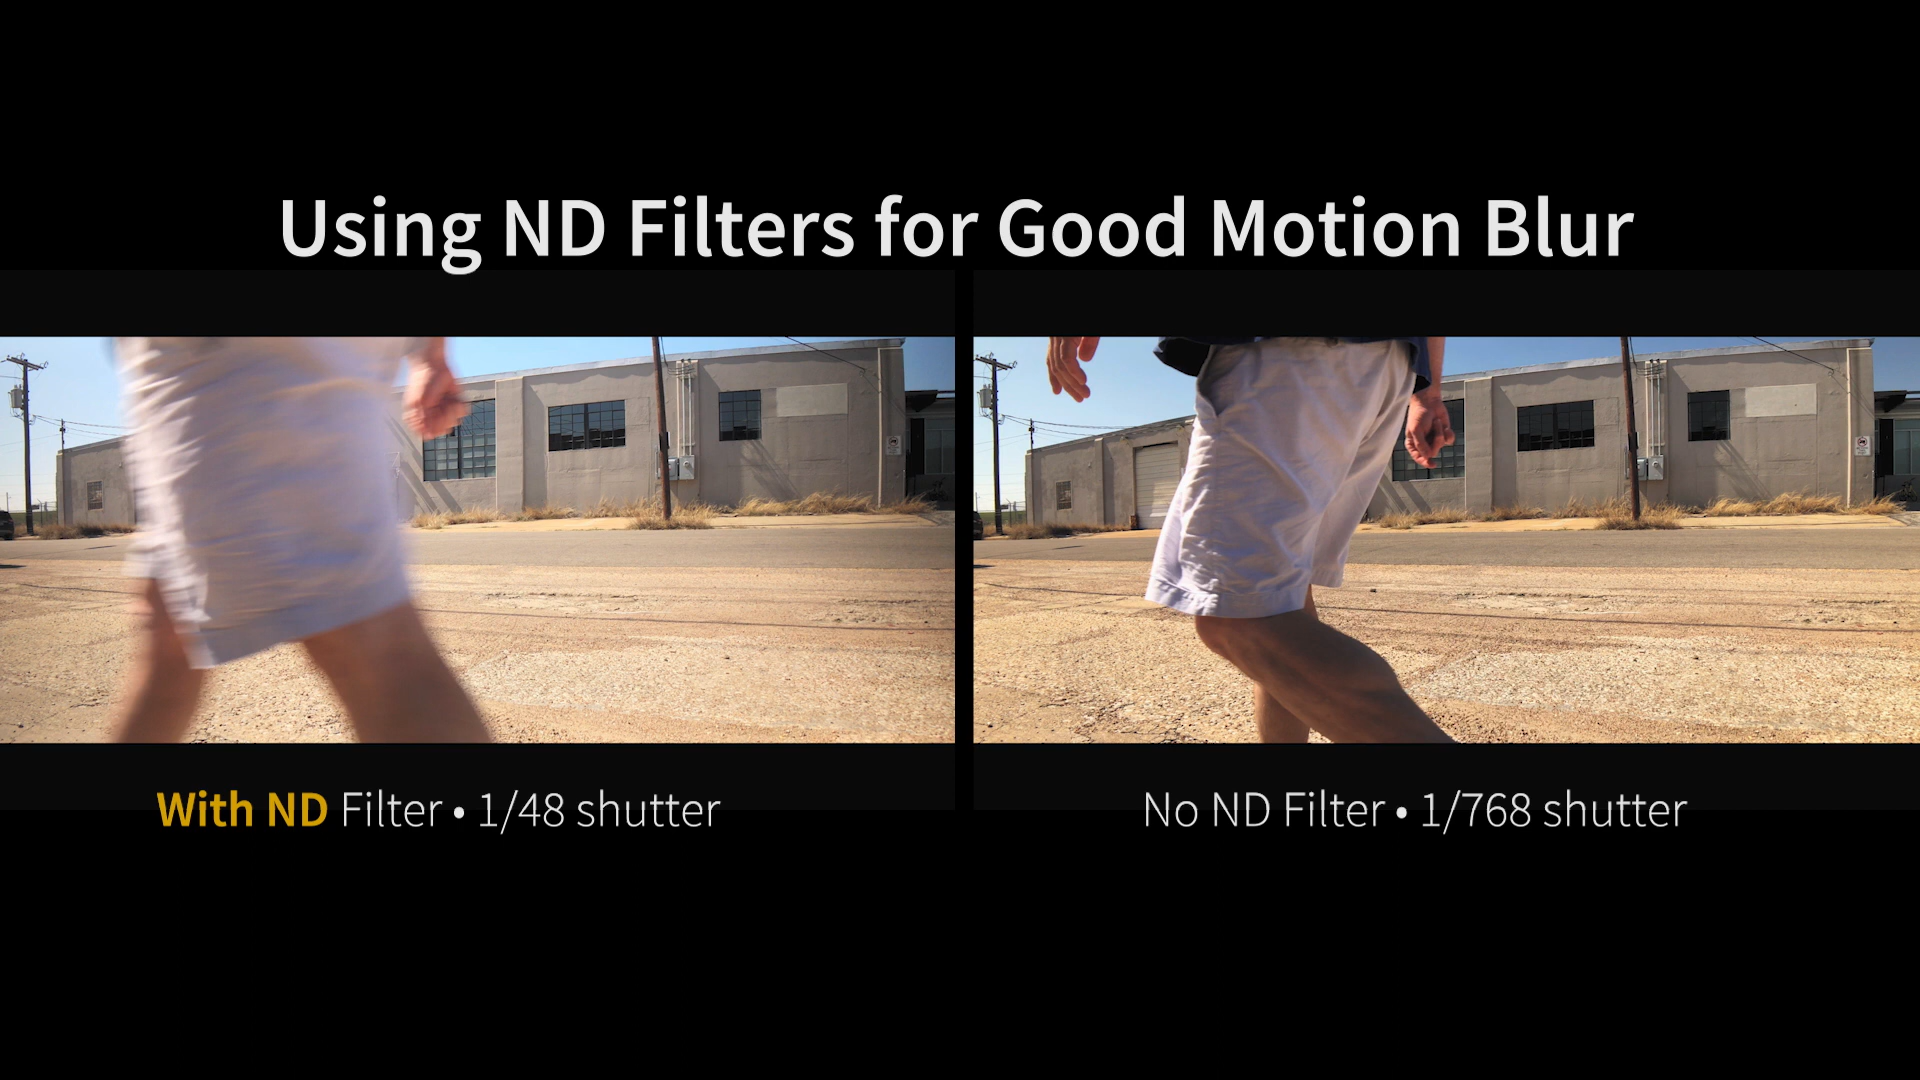 Using ND Filters for Good Motion Blur
With ND Filter • 1/48 shutter
No ND Filter • 1/768 shutter